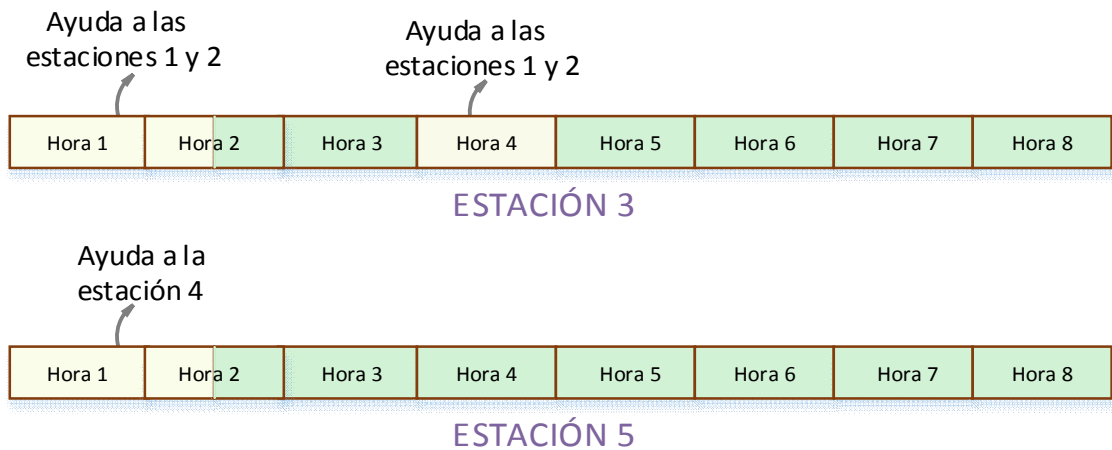 Ayuda a las
estaciones 1 y 2
Ayuda a las
estaciones 1 y 2
Hora 1 Hora 2 Hora 3 Hora 4 Hora 5 Hora 6 Hora 7 Hora 8
ESTACIÓN 3
Ayuda a la
estación 4
Hora 1 Hora 2 Hora 3 Hora 4 Hora 5 Hora 6 Hora 7 Hora 8
ESTACIÓN 5